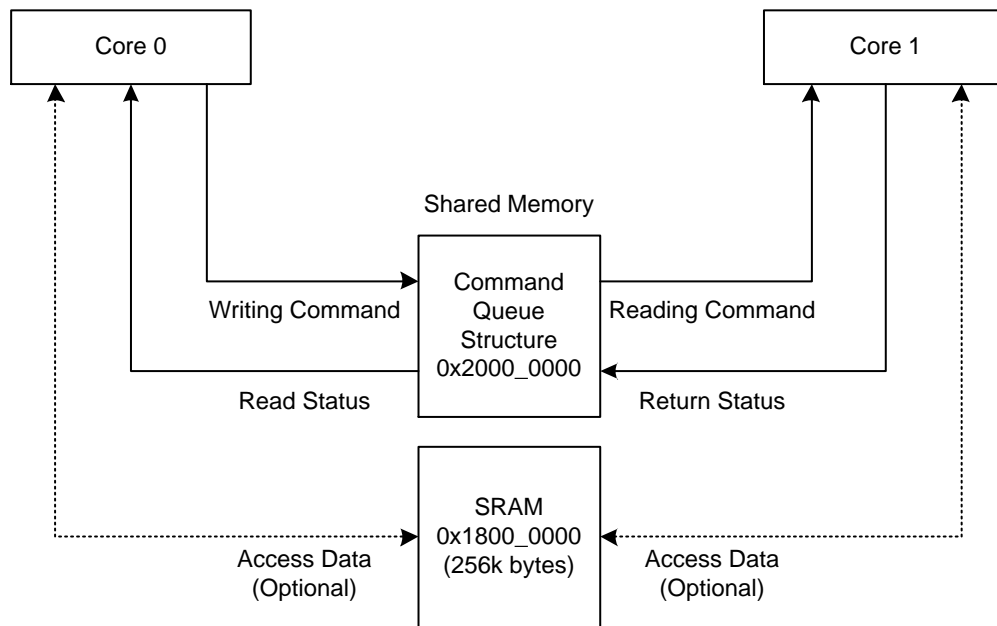 Core 0
Core 1
Shared Memory
Command
Queue
Structure
0x2000_0000
Writing Command
Reading Command
Read Status
Return Status
SRAM
0x1800_0000
(256k bytes)
Access Data
(Optional)
Access Data
(Optional)